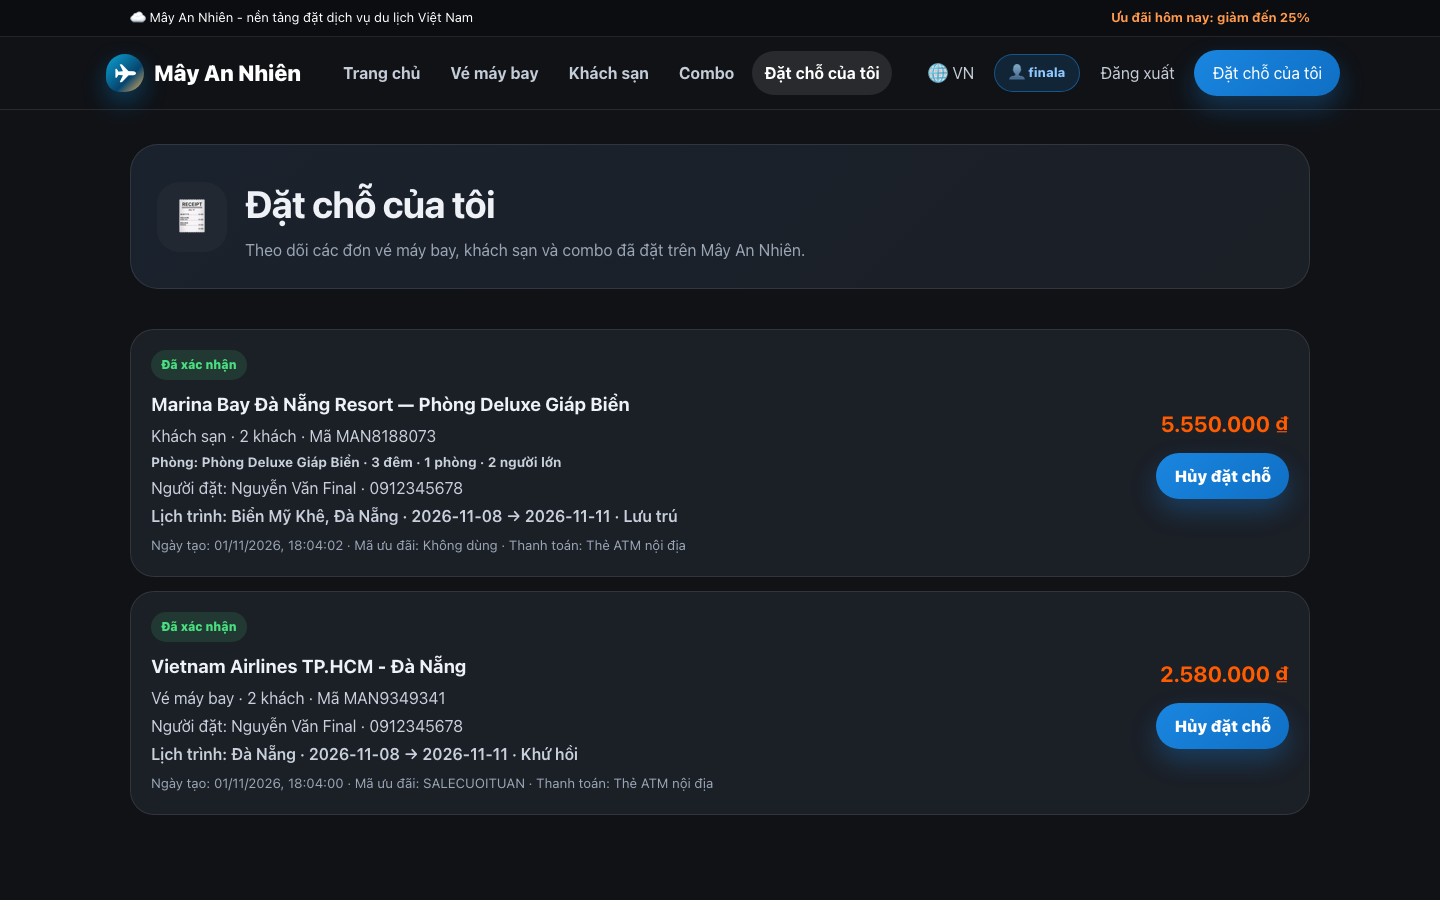 Mây An Nhiên - nền tảng đặt dịch vụ du lịch Việt Nam
Ưu đãi hôm nay: giảm đến 25%
Mây An Nhiên
Trang chủ
Vé máy bay
Khách sạn
Combo
Đặt chỗ của tôi
VN
finala
Đăng xuất
Đặt chỗ của tôi
RECEIPT
Đặt chỗ của tôi
Theo dõi các đơn vé máy bay, khách sạn và combo đã đặt trên Mây An Nhiên.
Đã xác nhận
Marina Bay Đà Nẵng Resort — Phòng Deluxe Giáp Biển
Khách sạn · 2 khách · Mã MAN8188073
Phòng: Phòng Deluxe Giáp Biển · 3 đêm · 1 phòng · 2 người lớn
Người đặt: Nguyễn Văn Final · 0912345678
Lịch trình: Biển Mỹ Khê, Đà Nẵng · 2026-11-08 → 2026-11-11 · Lưu trú
Ngày tạo: 01/11/2026, 18:04:02 · Mã ưu đãi: Không dùng · Thanh toán: Thẻ ATM nội địa
5.550.000 ₫
Hủy đặt chỗ
Đã xác nhận
Vietnam Airlines TP.HCM - Đà Nẵng
Vé máy bay · 2 khách · Mã MAN9349341
Người đặt: Nguyễn Văn Final · 0912345678
Lịch trình: Đà Nẵng · 2026-11-08 → 2026-11-11 · Khứ hồi
Ngày tạo: 01/11/2026, 18:04:00 · Mã ưu đãi: SALECUOITUAN · Thanh toán: Thẻ ATM nội địa
2.580.000 ₫
Hủy đặt chỗ